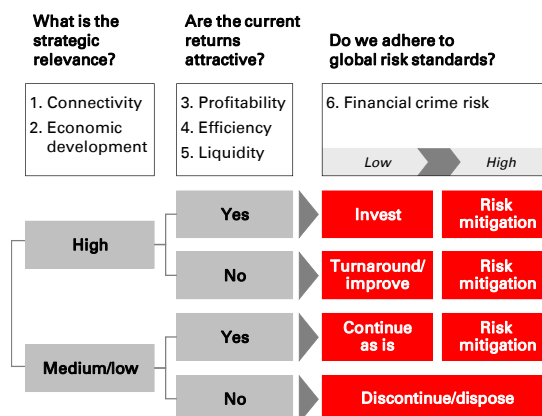 What is the
strategic
relevance?
Are the current
returns
attractive?
Do we adhere to
global risk standards?
1. Connectivity
2. Economic
development
3. Profitability
4. Efficiency
5. Liquidity
6. Financial crime risk
Low
High
High
Yes
Invest
Risk
mitigation
No
Turnaround/
improve
Risk
mitigation
Medium/low
Yes
Continue
as is
Risk
mitigation
No
Discontinue/dispose